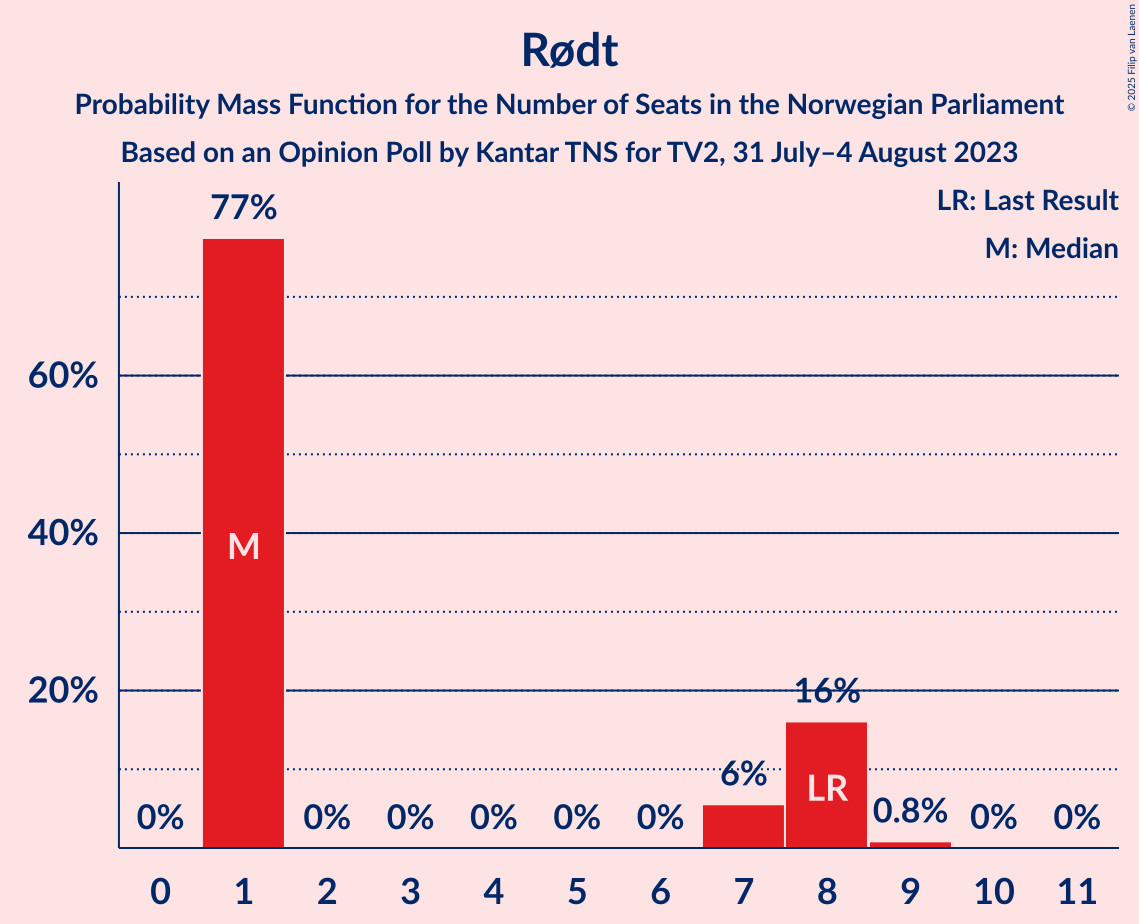 Rødt
Probability Mass Function for the Number of Seats in the Norwegian Parliament
Based on an Opinion Poll by Kantar TNS for TV2, 31 July–4 August 2023
© 2025 Filip van Laenen
LR: Last Result
M: Median
77%
60%
40%
20%
M
16%
6%
LR
0%
0%
0%
0%
0%
0%
0.8%
0%
0%
0 1 2 3 4 5 6 7 8 9 10 11